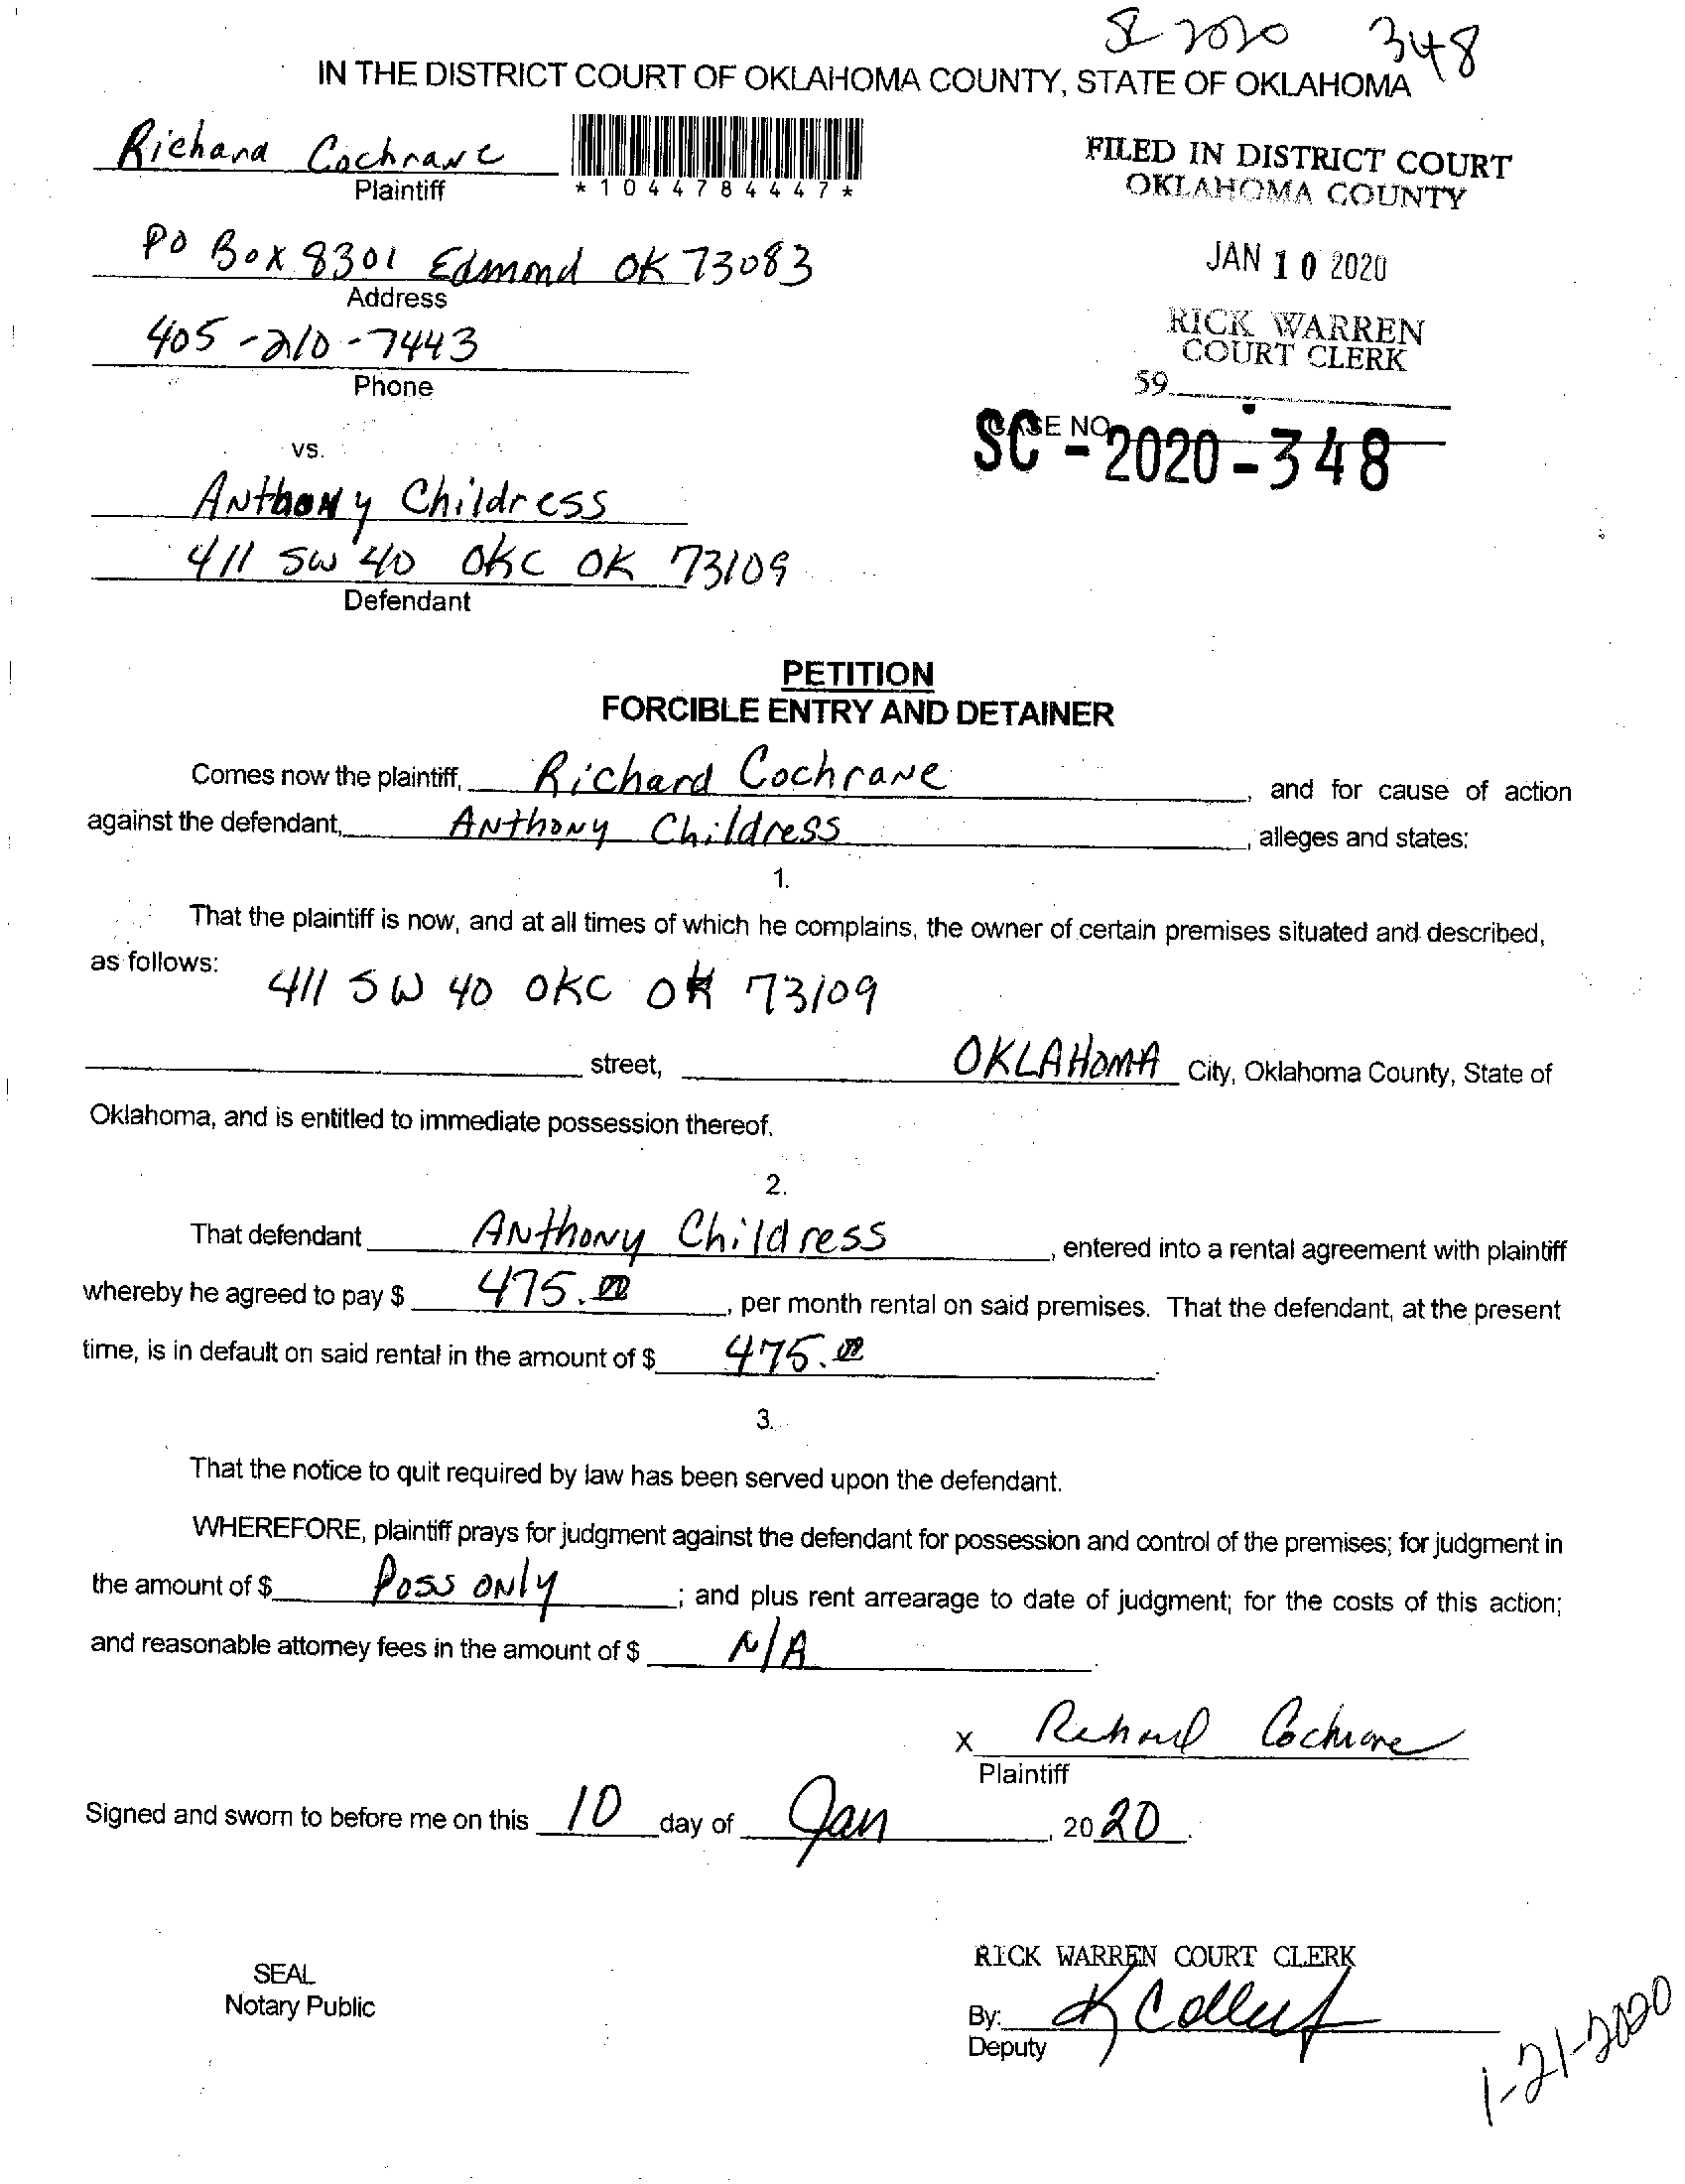 SC 2020 348
IN THE DISTRICT COURT OF OKLAHOMA COUNTY, STATE OF OKLAHOMA
Richard Cochrane
Plaintiff
*1044784447*
FILED IN DISTRICT COURT
OKLAHOMA COUNTY
PO Box 8301 Edmond OK 73083
Address
JAN 10 2020
405-210-7443
Phone
RICK WARREN
COURT CLERK
59
CASE NO
SC-2020-348
vs.
Anthony Childress
411 SW 40 OKC OK 73109
Defendant
PETITION
FORCIBLE ENTRY AND DETAINER
Comes now the plaintiff, Richard Cochrane, and for cause of action
against the defendant, Anthony Childress, alleges and states:
1.
That the plaintiff is now, and at all times of which he complains, the owner of certain premises situated and described,
as follows:
411 SW 40 OKC OK 73109
street, OKLAHOMA City, Oklahoma County, State of
Oklahoma, and is entitled to immediate possession thereof.
2.
That defendant Anthony Childress, entered into a rental agreement with plaintiff
whereby he agreed to pay $ 475.00, per month rental on said premises. That the defendant, at the present
time, is in default on said rental in the amount of $ 475.00.
3.
That the notice to quit required by law has been served upon the defendant.
WHEREFORE, plaintiff prays for judgment against the defendant for possession and control of the premises; for judgment in
the amount of $ Poss only; and plus rent arrearage to date of judgment; for the costs of this action;
and reasonable attorney fees in the amount of $ N/A.
X Richard Cochrane
Plaintiff
Signed and sworn to before me on this 10 day of Jan, 2020.
SEAL
Notary Public
RICK WARREN COURT CLERK
By:
Deputy
1-21-2020